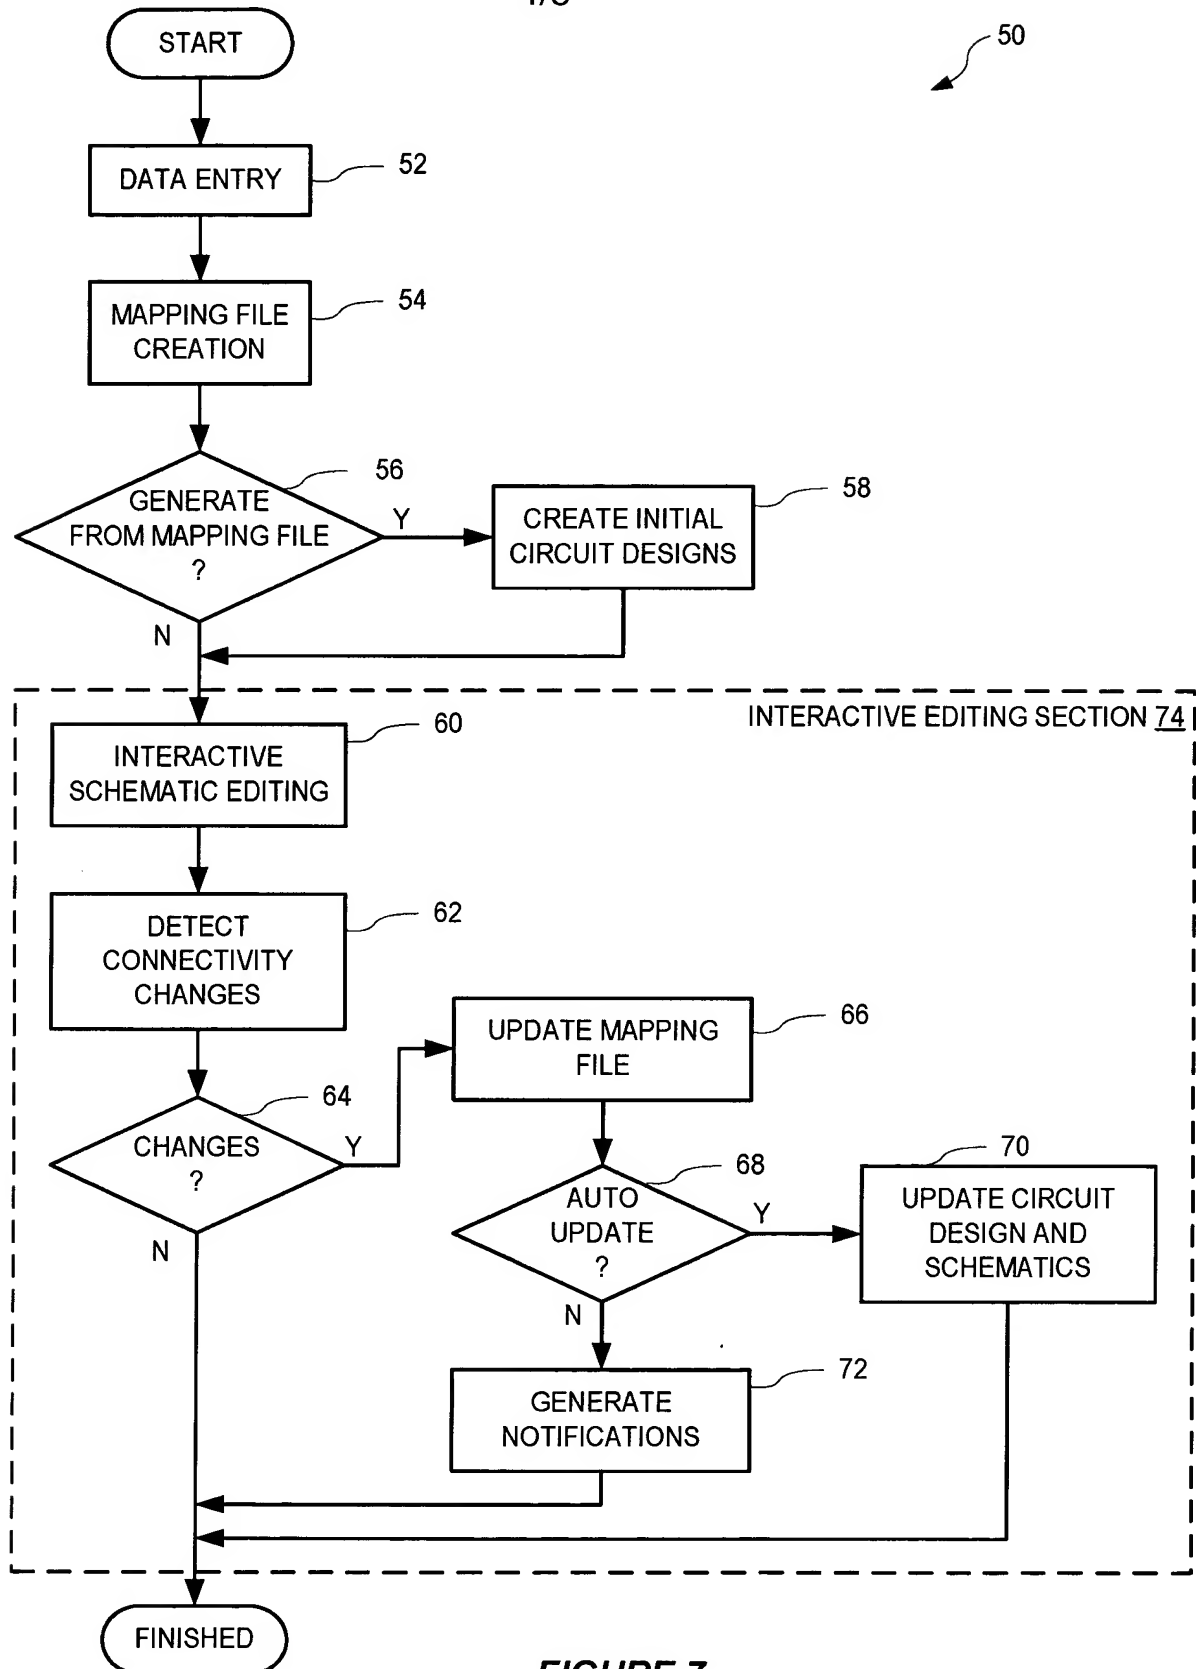 START
50
DATA ENTRY
52
MAPPING FILE
CREATION
54
GENERATE
FROM MAPPING FILE
?
56
Y
N
CREATE INITIAL
CIRCUIT DESIGNS
58
INTERACTIVE EDITING SECTION 74
INTERACTIVE
SCHEMATIC EDITING
60
DETECT
CONNECTIVITY
CHANGES
62
CHANGES
?
64
Y
N
UPDATE MAPPING
FILE
66
AUTO
UPDATE
?
68
Y
N
UPDATE CIRCUIT
DESIGN AND
SCHEMATICS
70
GENERATE
NOTIFICATIONS
72
FINISHED